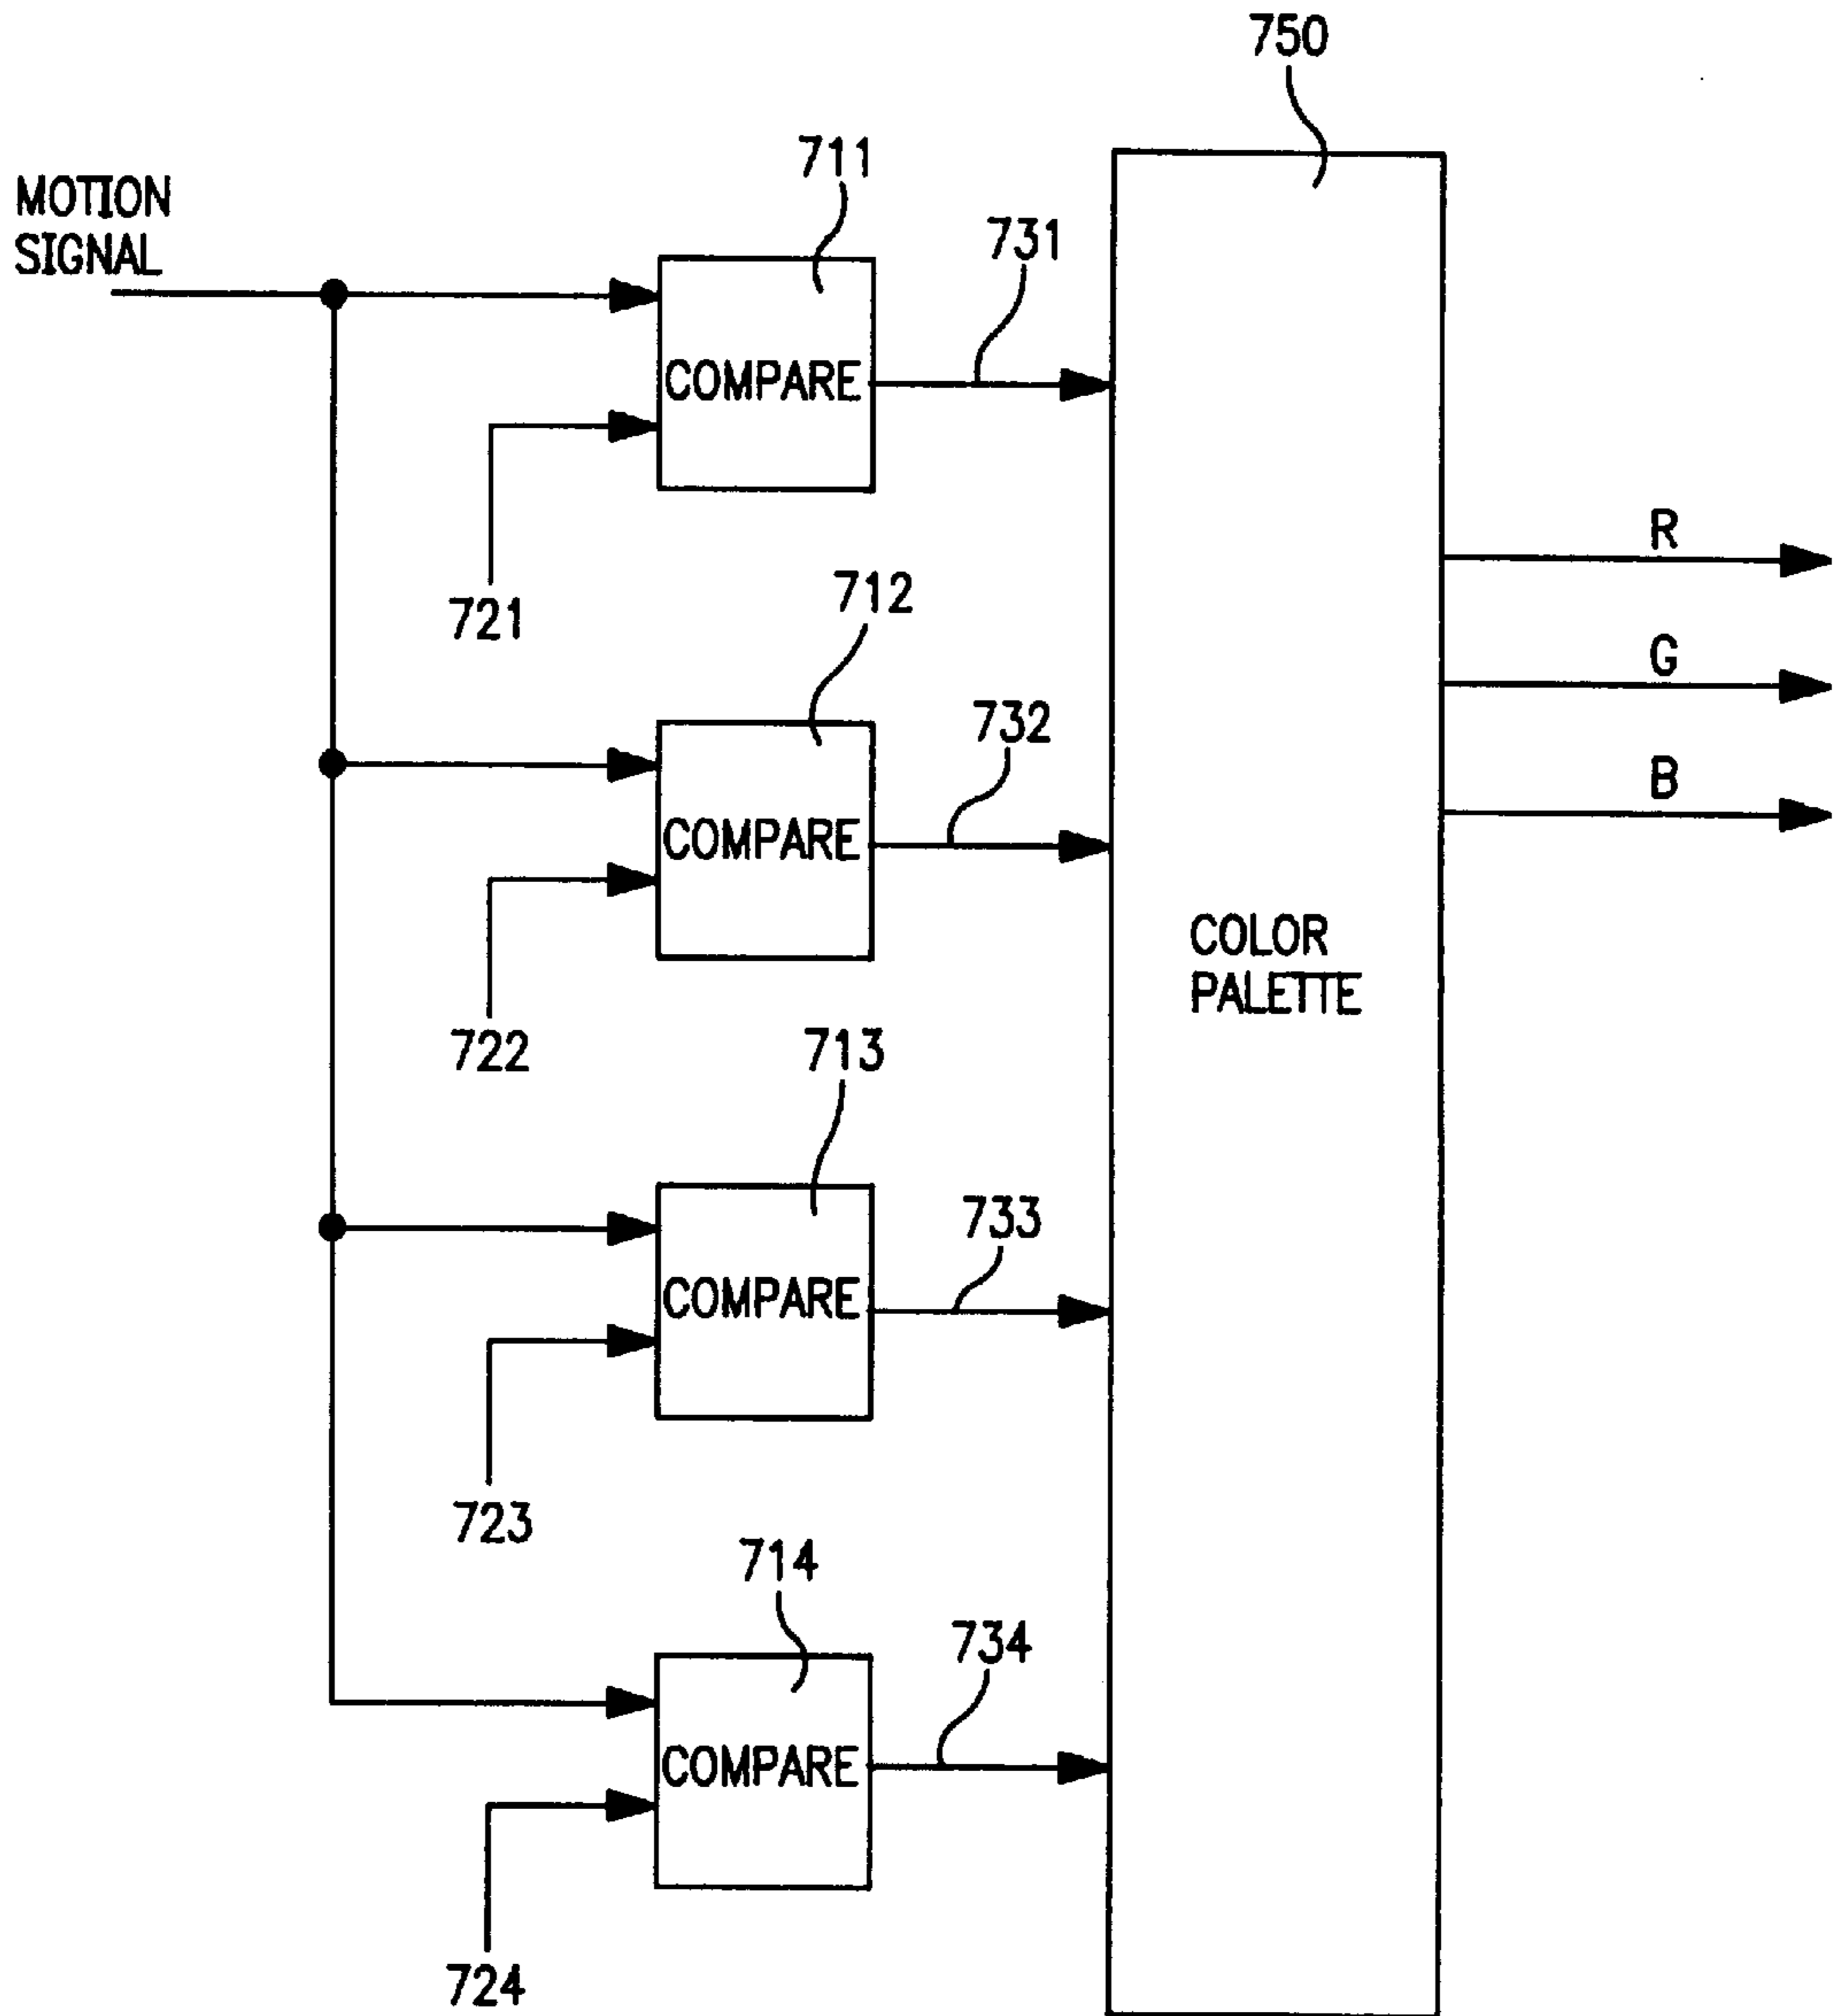 750
711
MOTION
SIGNAL
731
COMPARE
R
721
712
G
732
B
COMPARE
COLOR
PALETTE
722
713
733
COMPARE
723
714
734
COMPARE
724